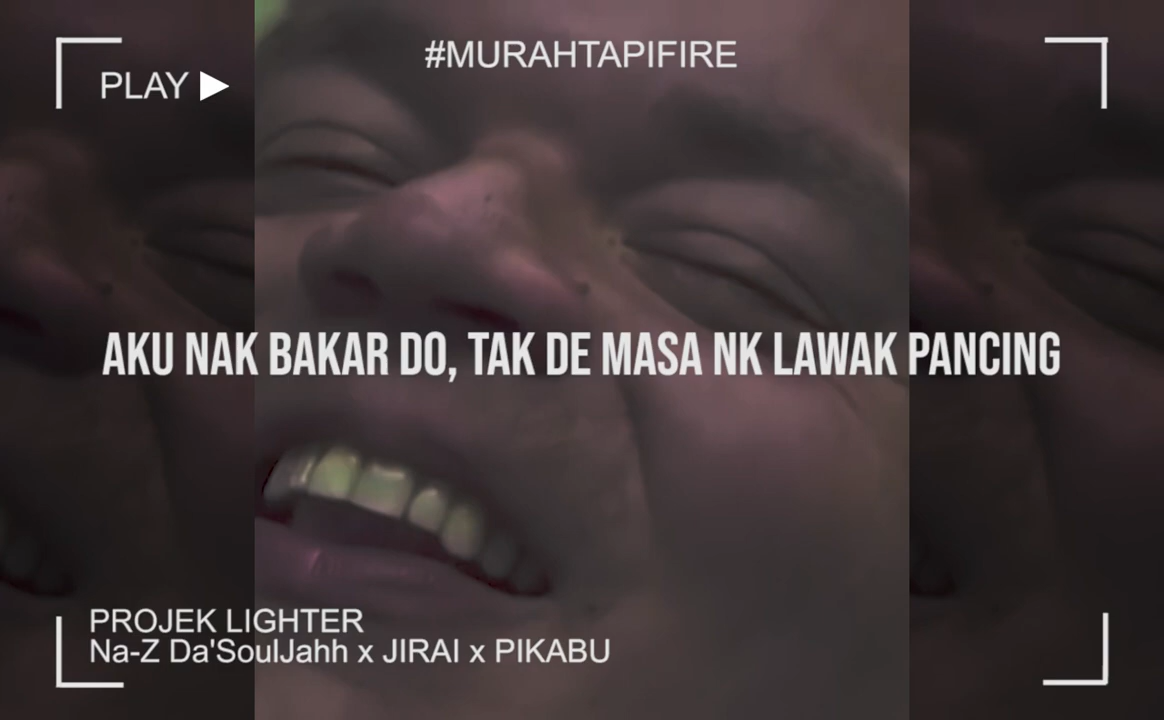 #MURAHTAPIFIRE
PLAY
AKU NAK BAKAR DO, TAK DE MASA NK LAWAK PANCING
PROJEK LIGHTER
Na-Z Da'SoulJahh x JIRAI x PIKABU